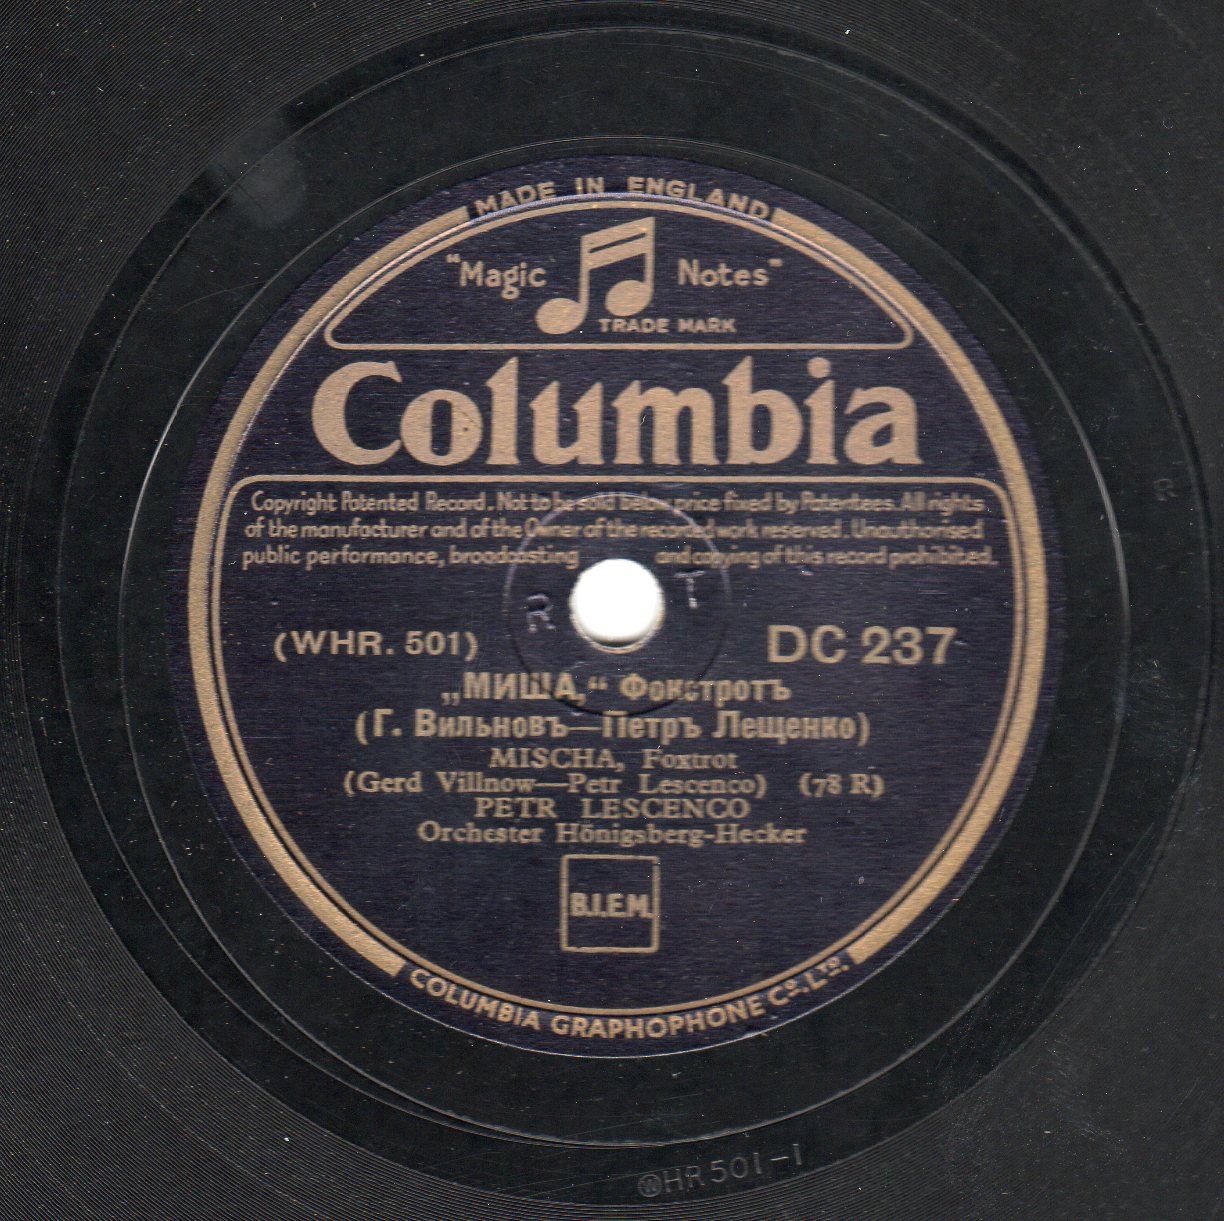 MADE IN ENGLAND
"Magic Notes"
TRADE MARK
Columbia
Copyright Patented Record. Not to be sold below price fixed by Patentees. All rights
of the manufacturer and of the Owner of the recorded work reserved. Unauthorised
public performance, broadcasting and copying of this record prohibited.
R T
(WHR. 501) DC 237
„МИША,“ Фокстротъ
(Г. Вильновъ—Петръ Лещенко)
MISCHA, Foxtrot
(Gerd Villnow—Petr Lescenco) (78 R)
PETR LESCENCO
Orchester Hönigsberg-Hecker
B.I.E.M.
COLUMBIA GRAPHOPHONE Co. LTD.
R
WHR 501-1